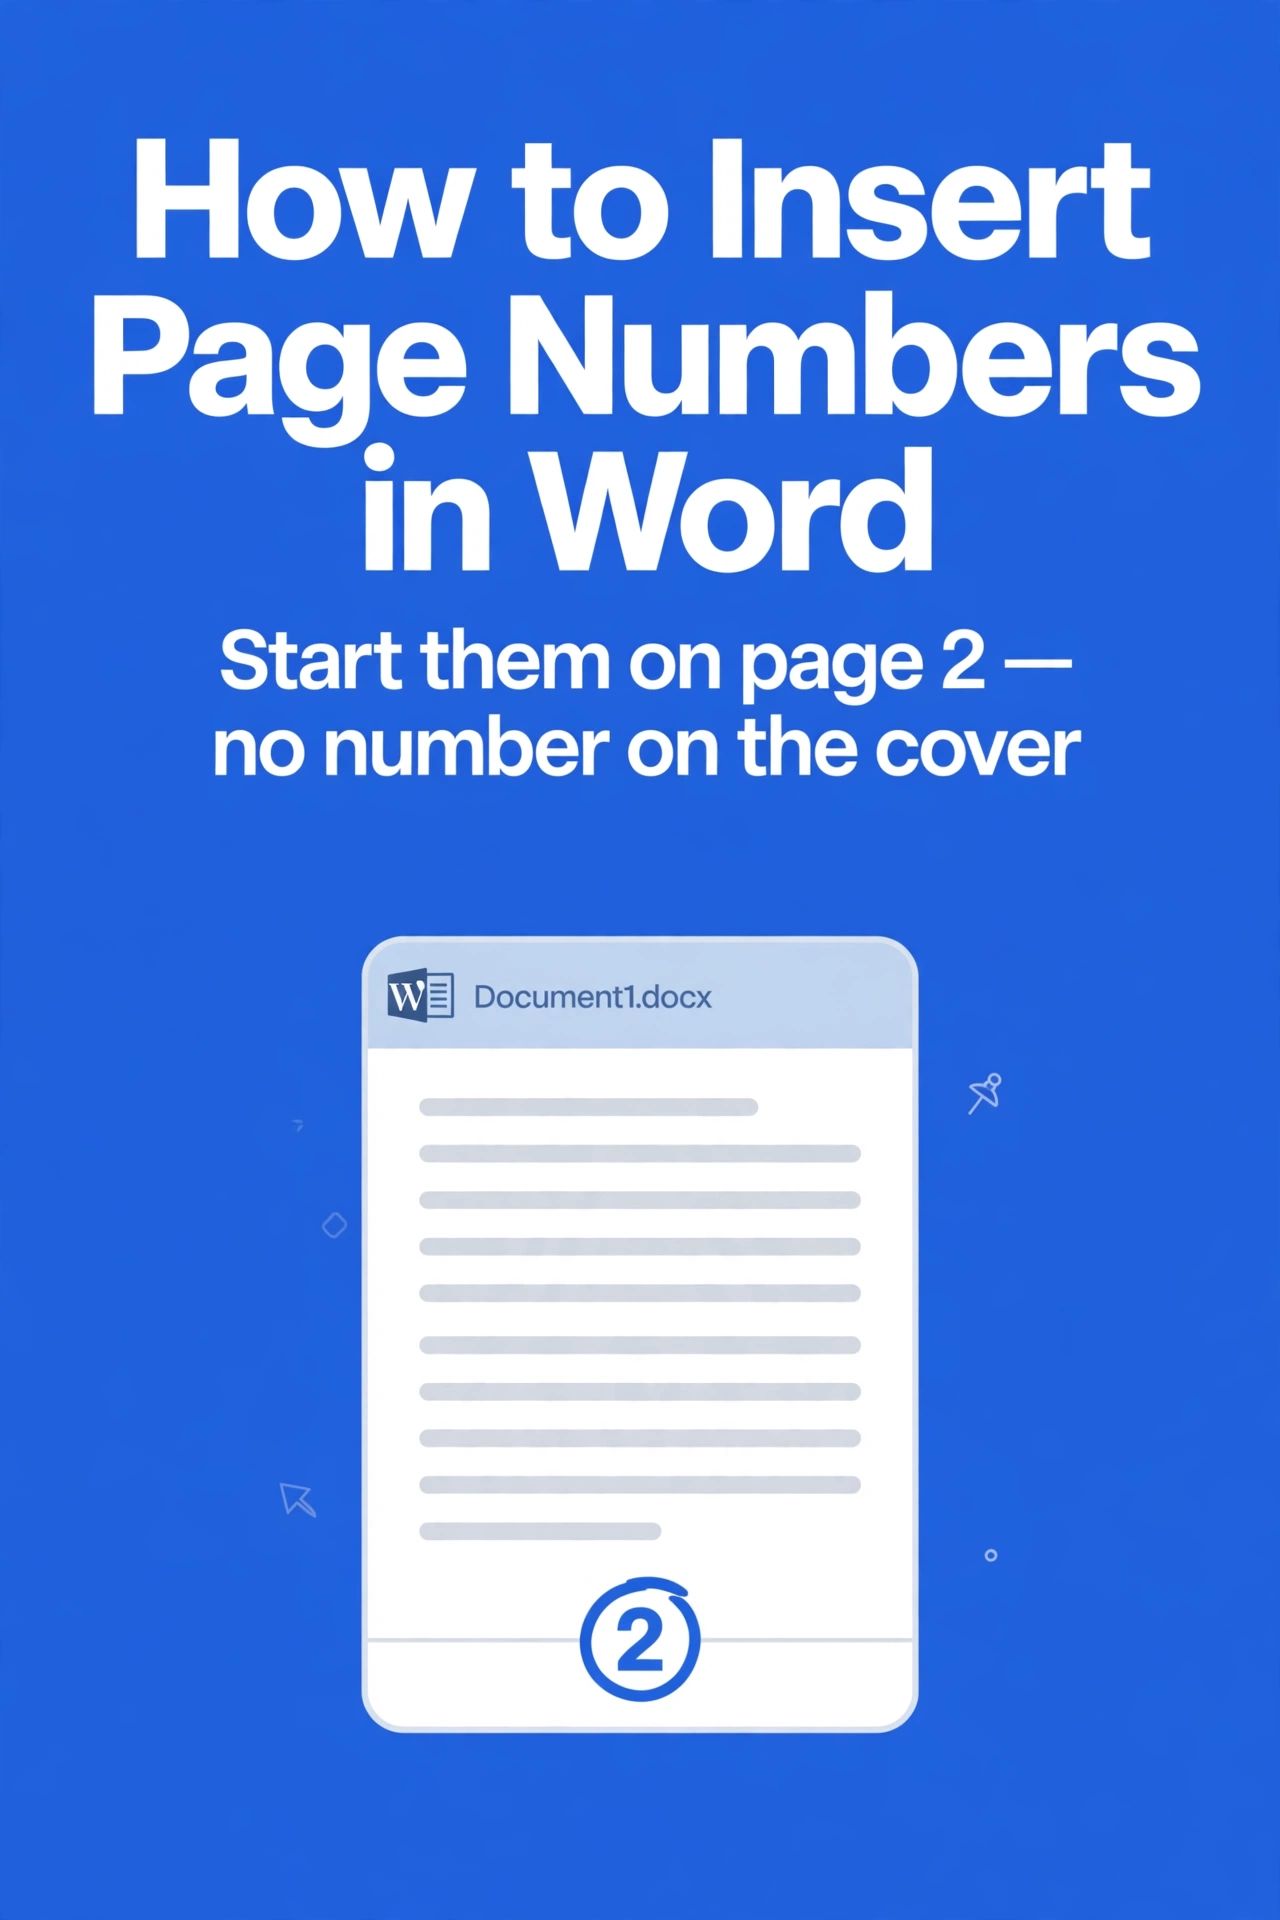 How to Insert
Page Numbers
in Word
Start them on page 2 —
no number on the cover
W Document1.docx
2